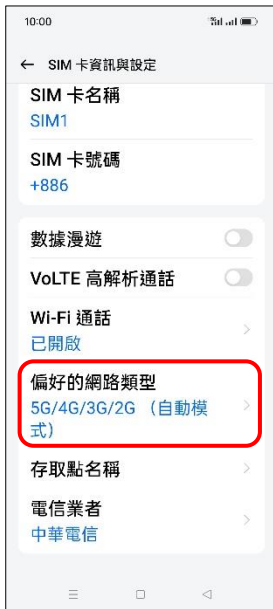 10:00
← SIM 卡資訊與設定
SIM 卡名稱
SIM1
SIM 卡號碼
+886
數據漫遊
VoLTE 高解析通話
Wi-Fi 通話
已開啟
偏好的網路類型
5G/4G/3G/2G （自動模
式）
存取點名稱
電信業者
中華電信